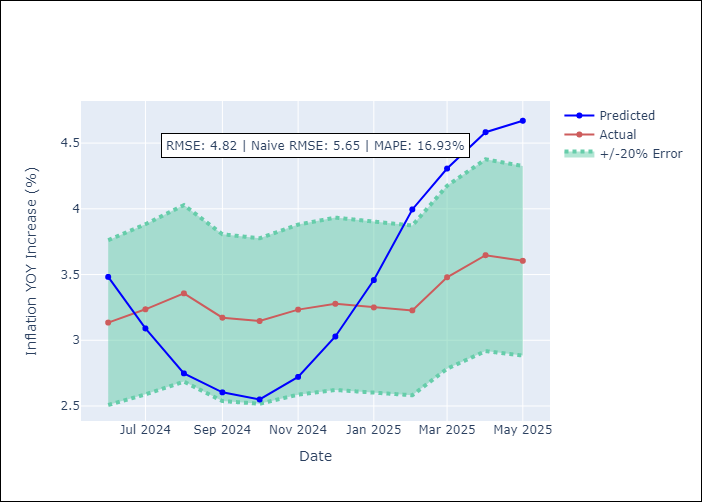 RMSE: 4.82 | Naive RMSE: 5.65 | MAPE: 16.93%
Predicted
Actual
+/-20% Error
Inflation YOY Increase (%)
4.5
4
3.5
3
2.5
Jul 2024
Sep 2024
Nov 2024
Jan 2025
Mar 2025
May 2025
Date